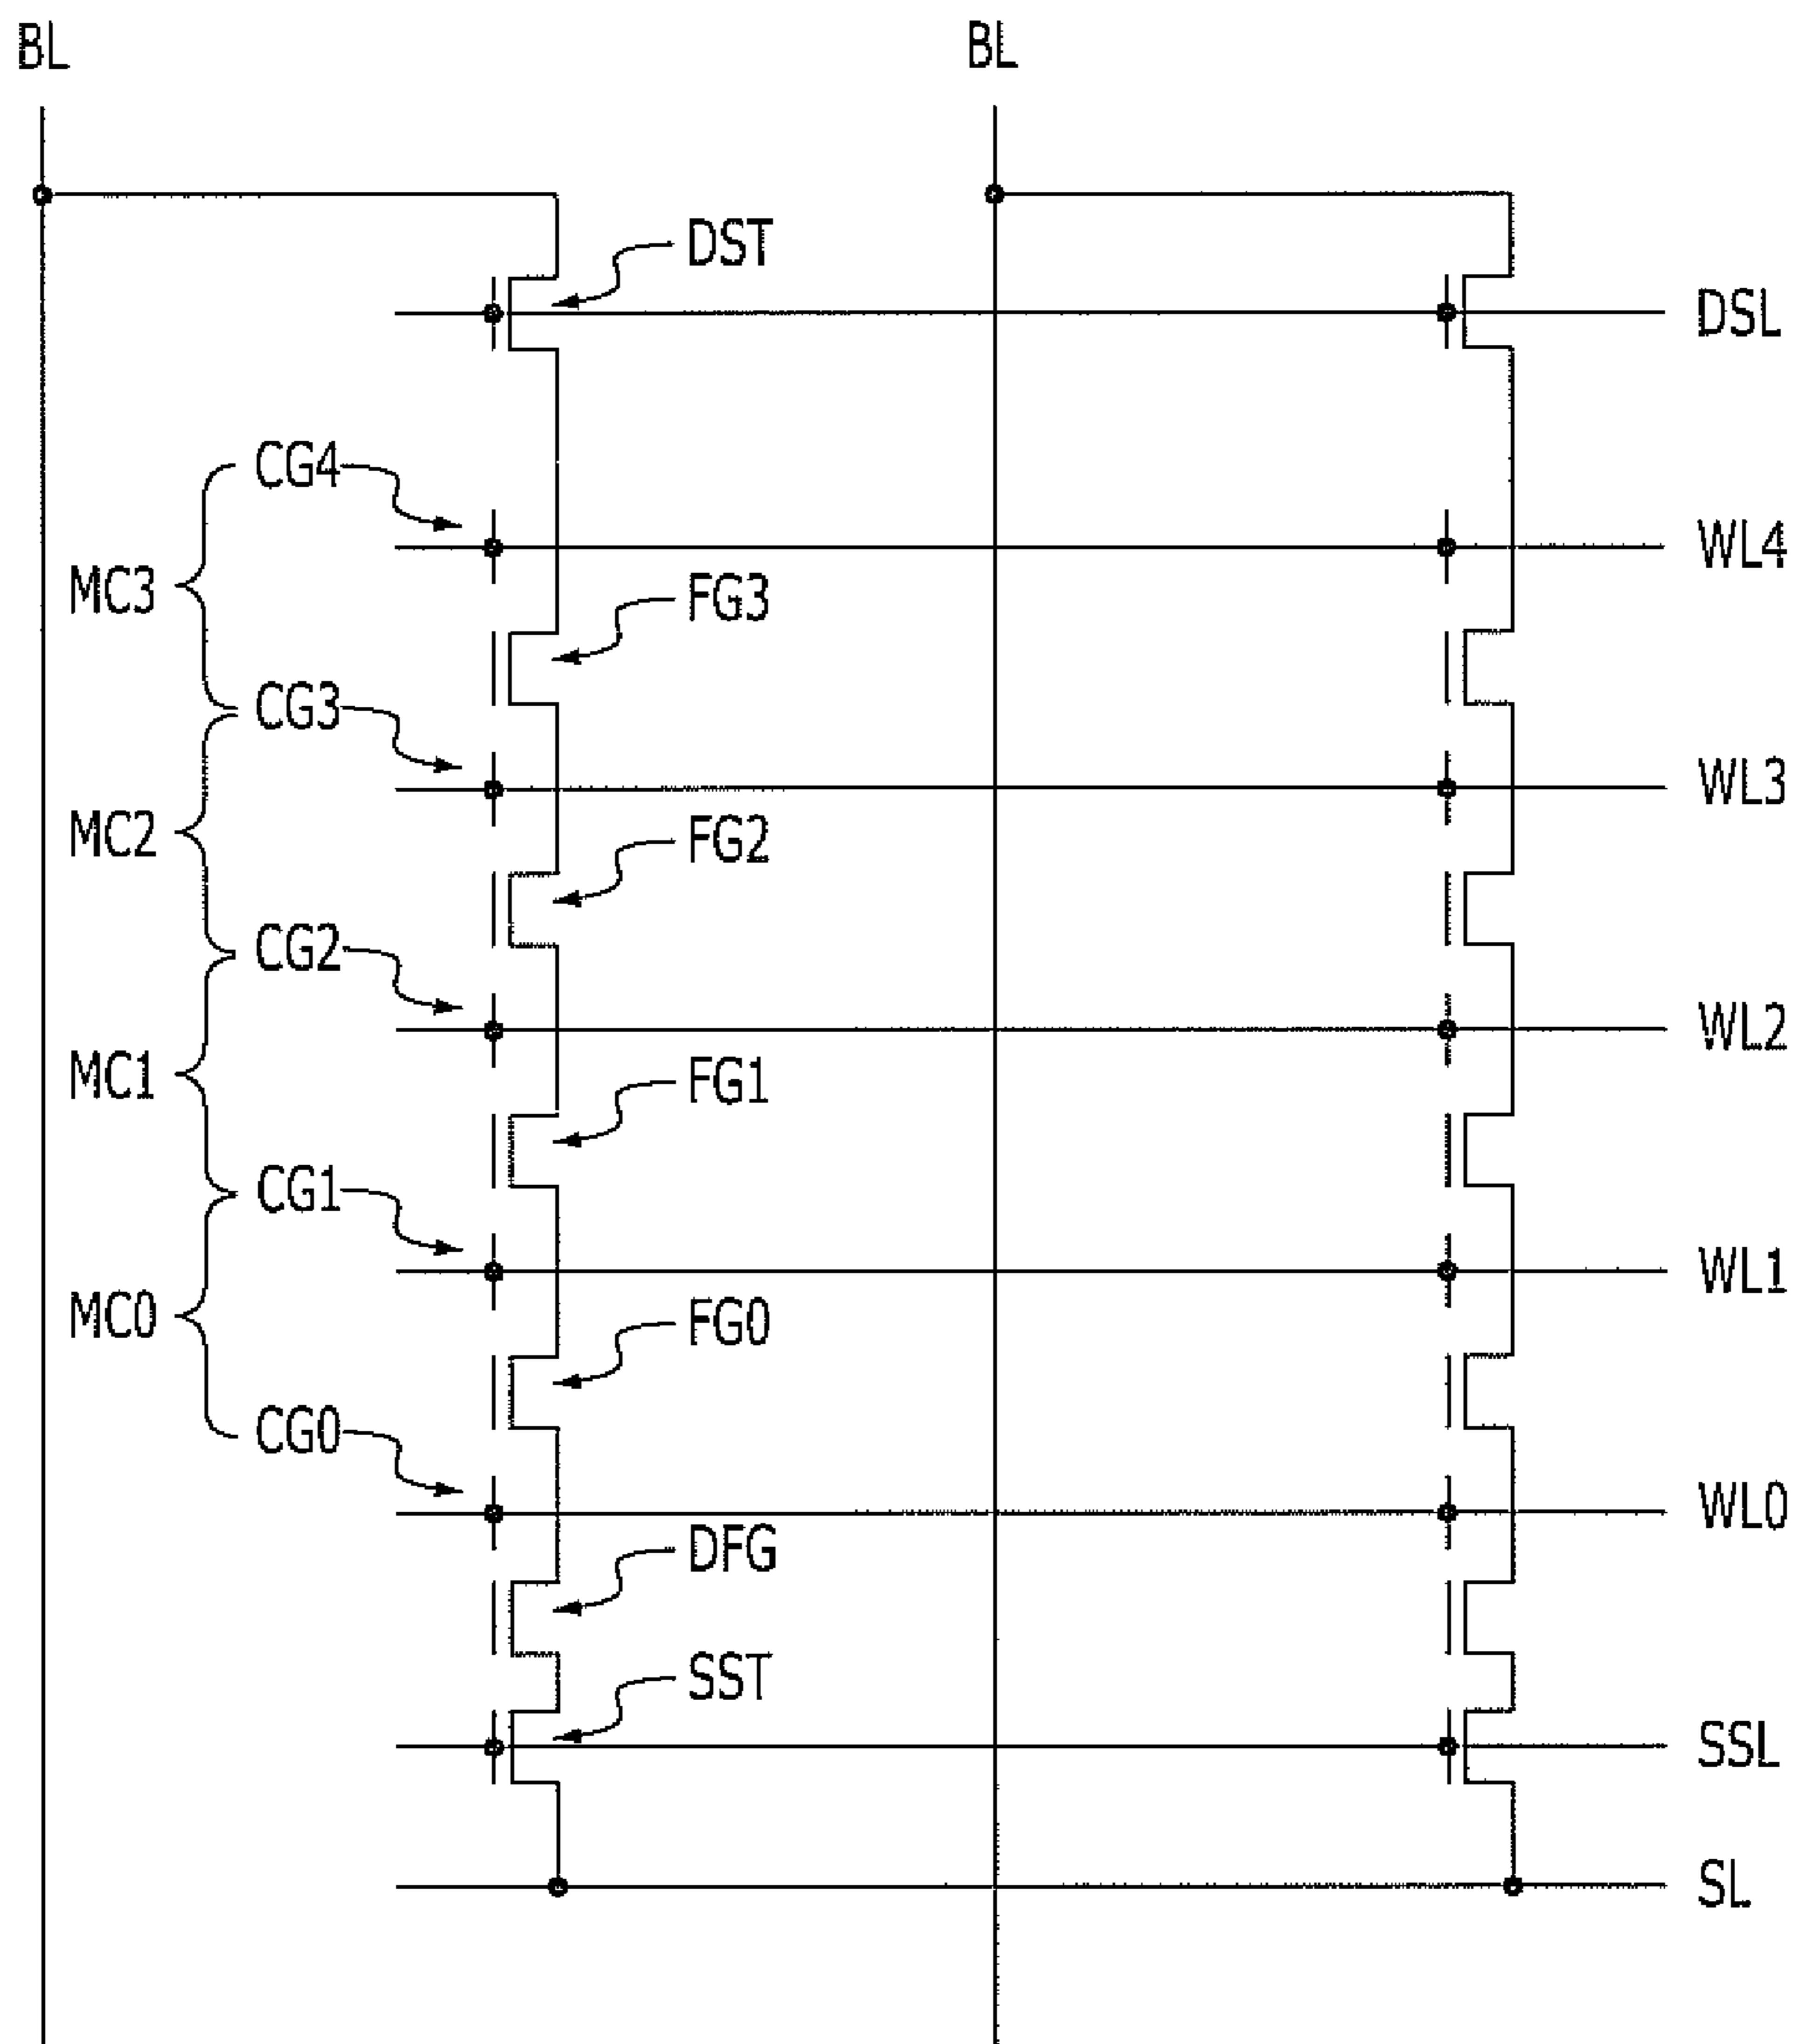 BL BL
DST
DSL
CG4
WL4
MC3
FG3
CG3
WL3
MC2
FG2
CG2
WL2
MC1
FG1
CG1
WL1
MC0
FG0
CG0
WL0
DFG
SST
SSL
SL